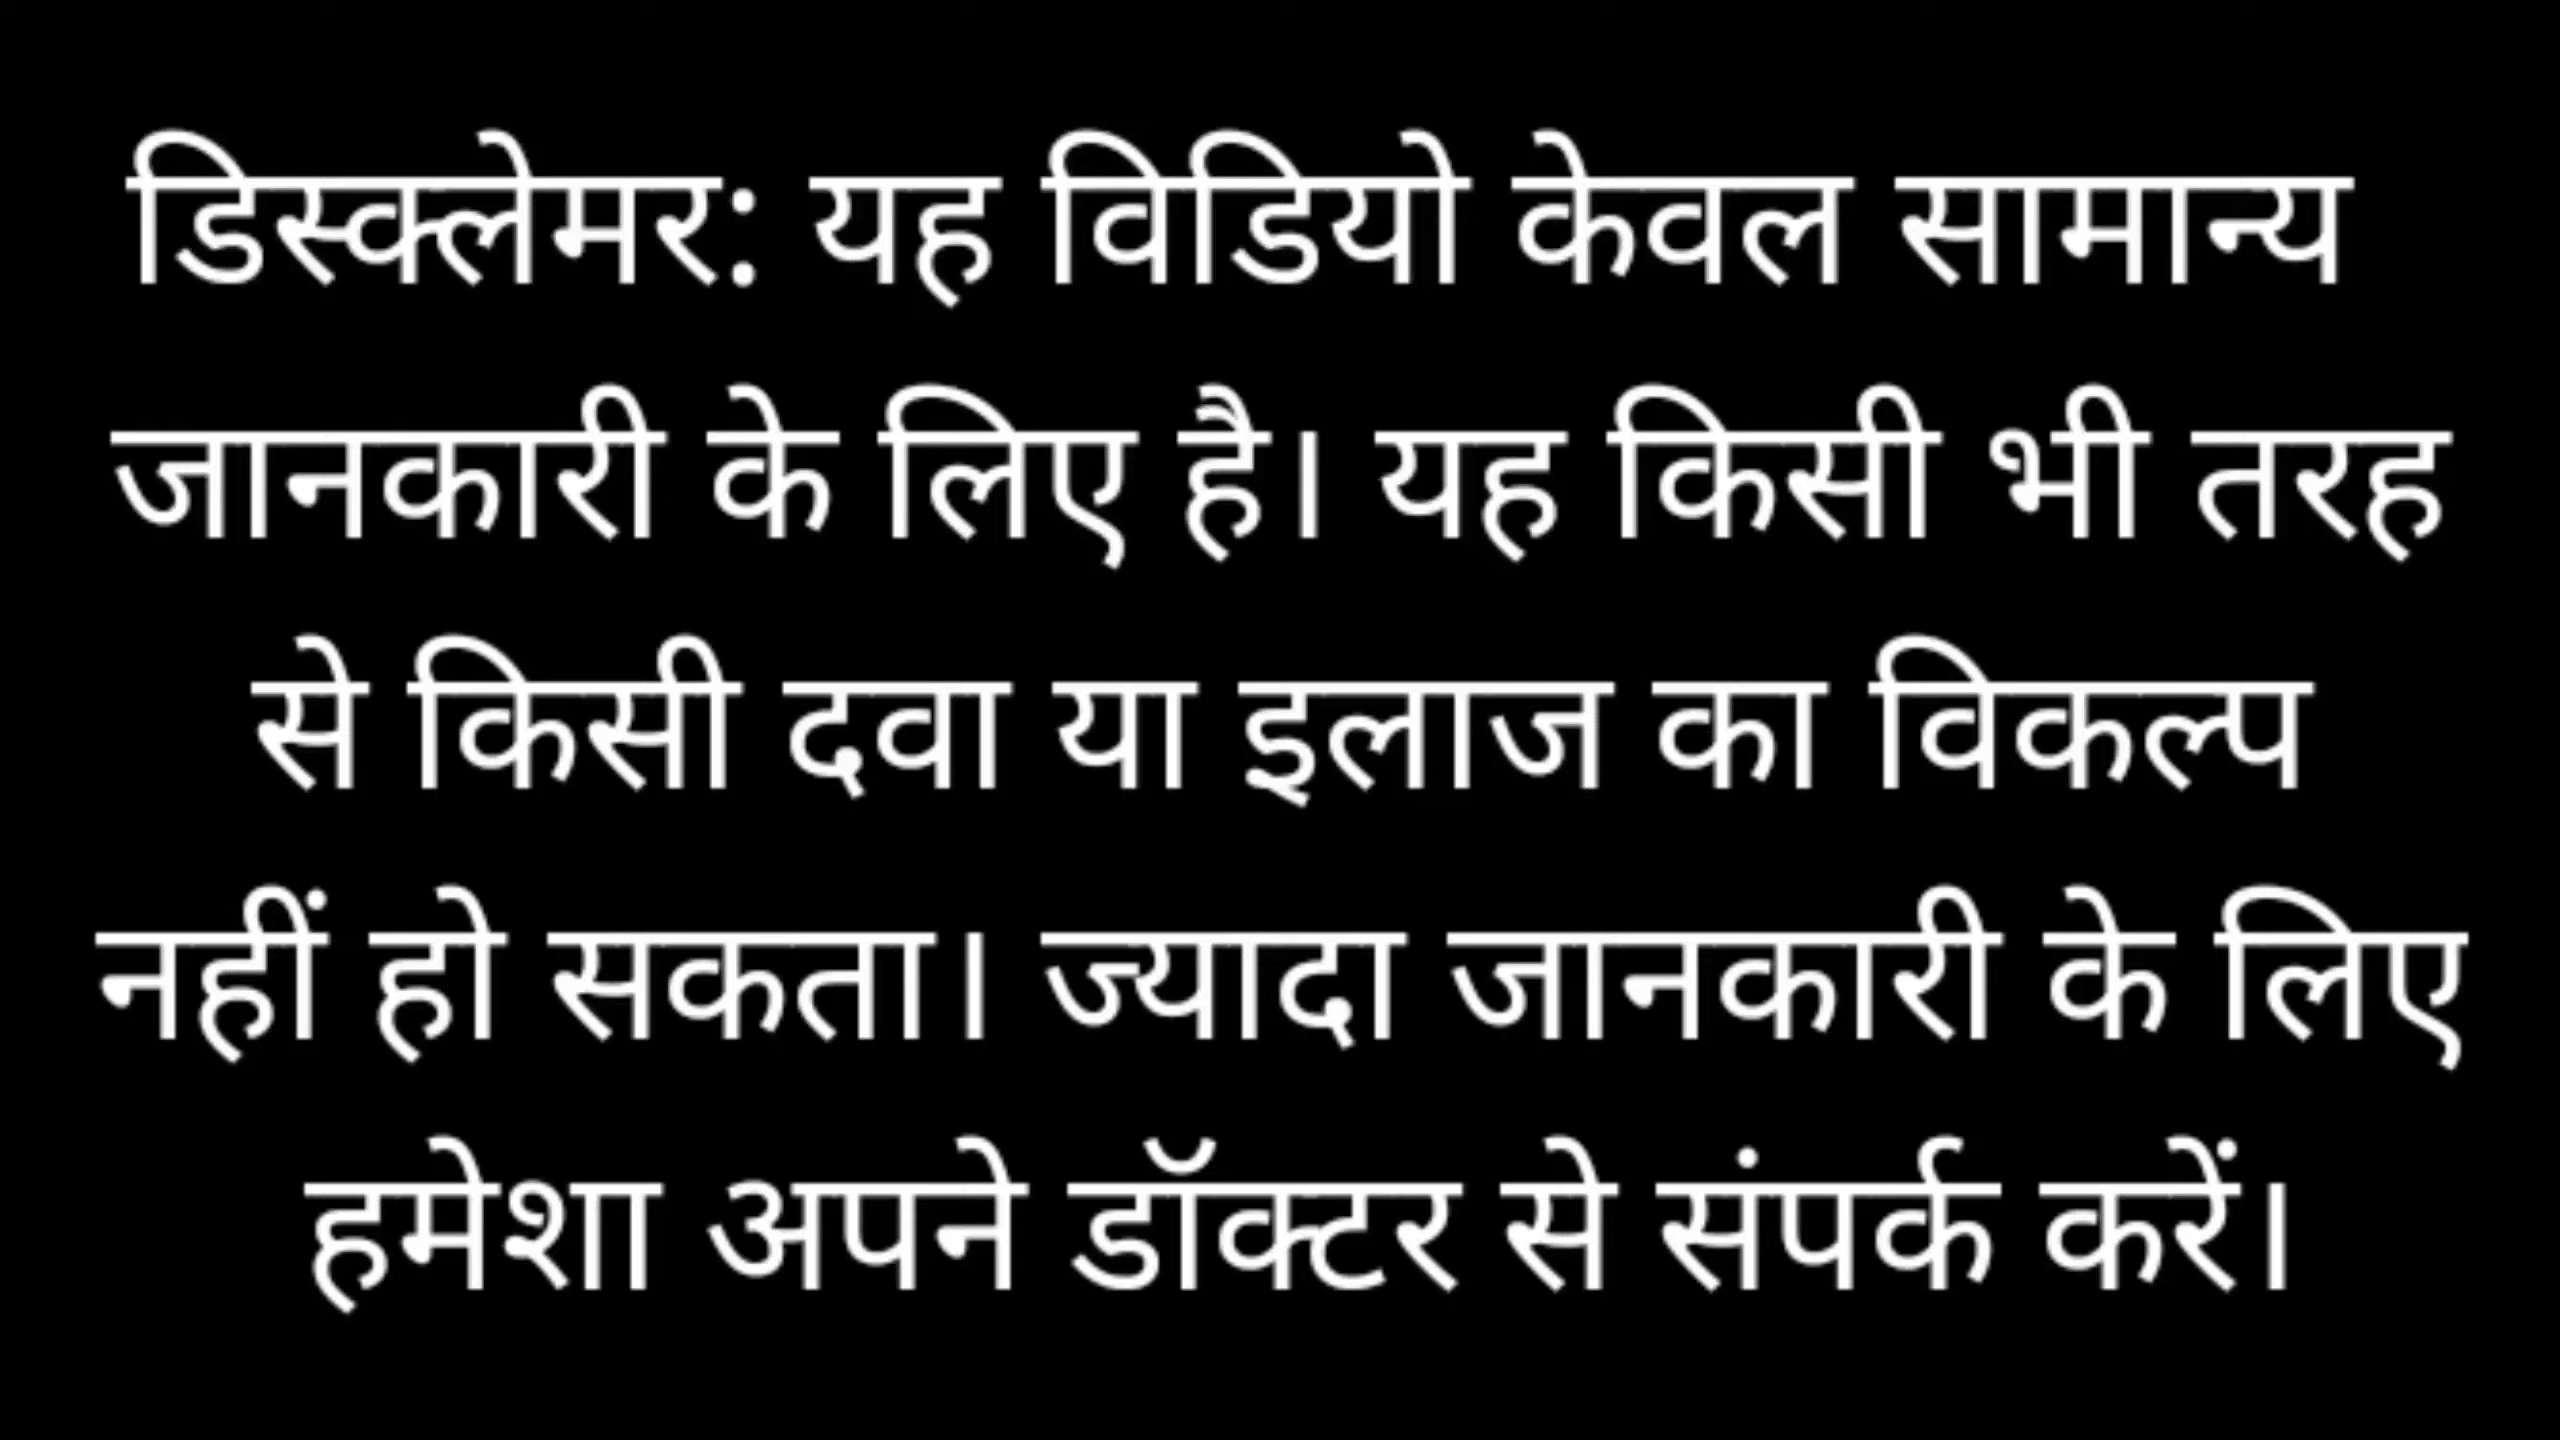 डिस्क्लेमर: यह विडियो केवल सामान्य
जानकारी के लिए है। यह किसी भी तरह
से किसी दवा या इलाज का विकल्प
नहीं हो सकता। ज्यादा जानकारी के लिए
हमेशा अपने डॉक्टर से संपर्क करें।